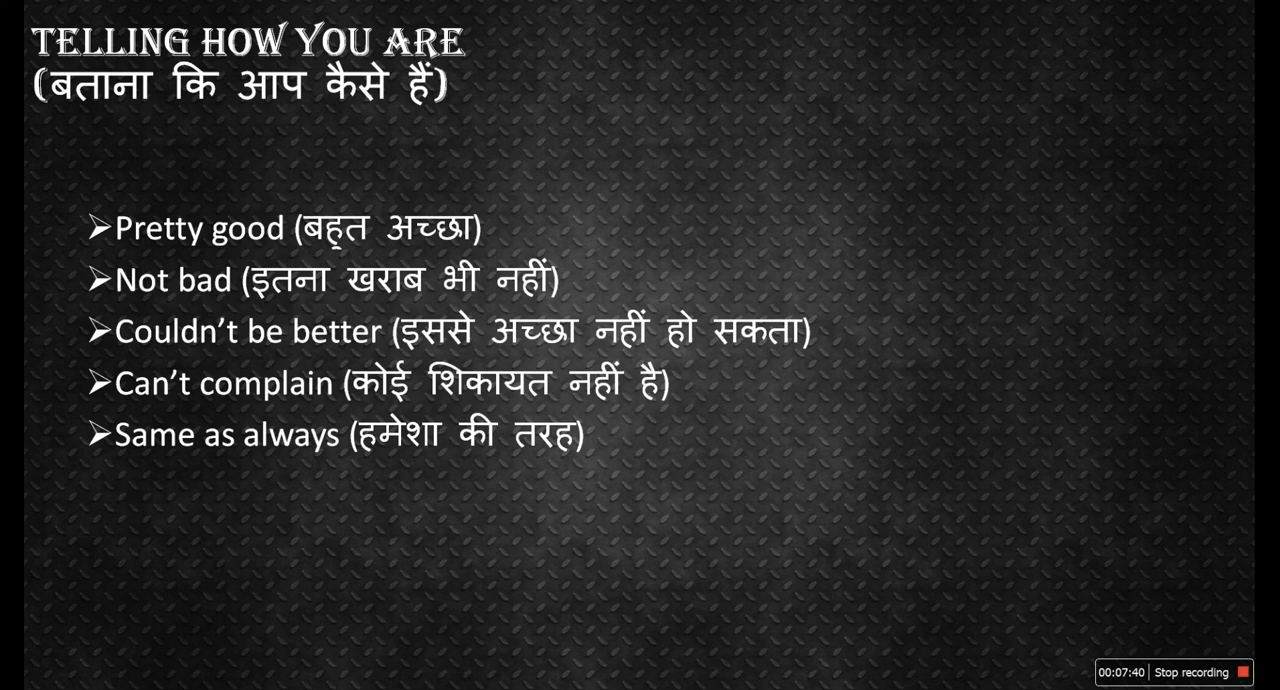 TELLING HOW YOU ARE
(बताना कि आप कैसे हैं)
➢Pretty good (बहुत अच्छा)
➢Not bad (इतना खराब भी नहीं)
➢Couldn’t be better (इससे अच्छा नहीं हो सकता)
➢Can’t complain (कोई शिकायत नहीं है)
➢Same as always (हमेशा की तरह)
00:07:40 | Stop recording